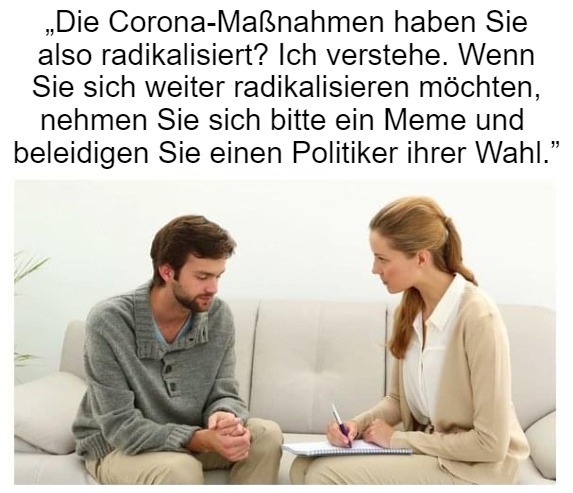 „Die Corona-Maßnahmen haben Sie
also radikalisiert? Ich verstehe. Wenn
Sie sich weiter radikalisieren möchten,
nehmen Sie sich bitte ein Meme und
beleidigen Sie einen Politiker ihrer Wahl.”